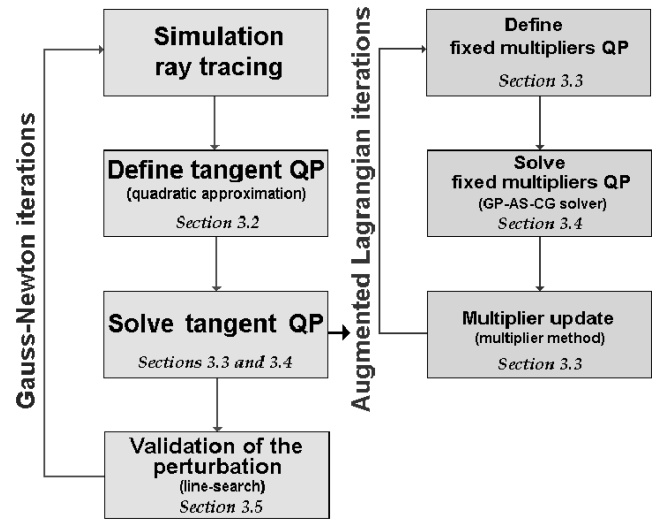 Gauss-Newton iterations
Simulation
ray tracing
Define tangent QP
(quadratic approximation)
Section 3.2
Solve tangent QP
Sections 3.3 and 3.4
Validation of the
perturbation
(line-search)
Section 3.5
Augmented Lagrangian iterations
Define
fixed multipliers QP
Section 3.3
Solve
fixed multipliers QP
(GP-AS-CG solver)
Section 3.4
Multiplier update
(multiplier method)
Section 3.3